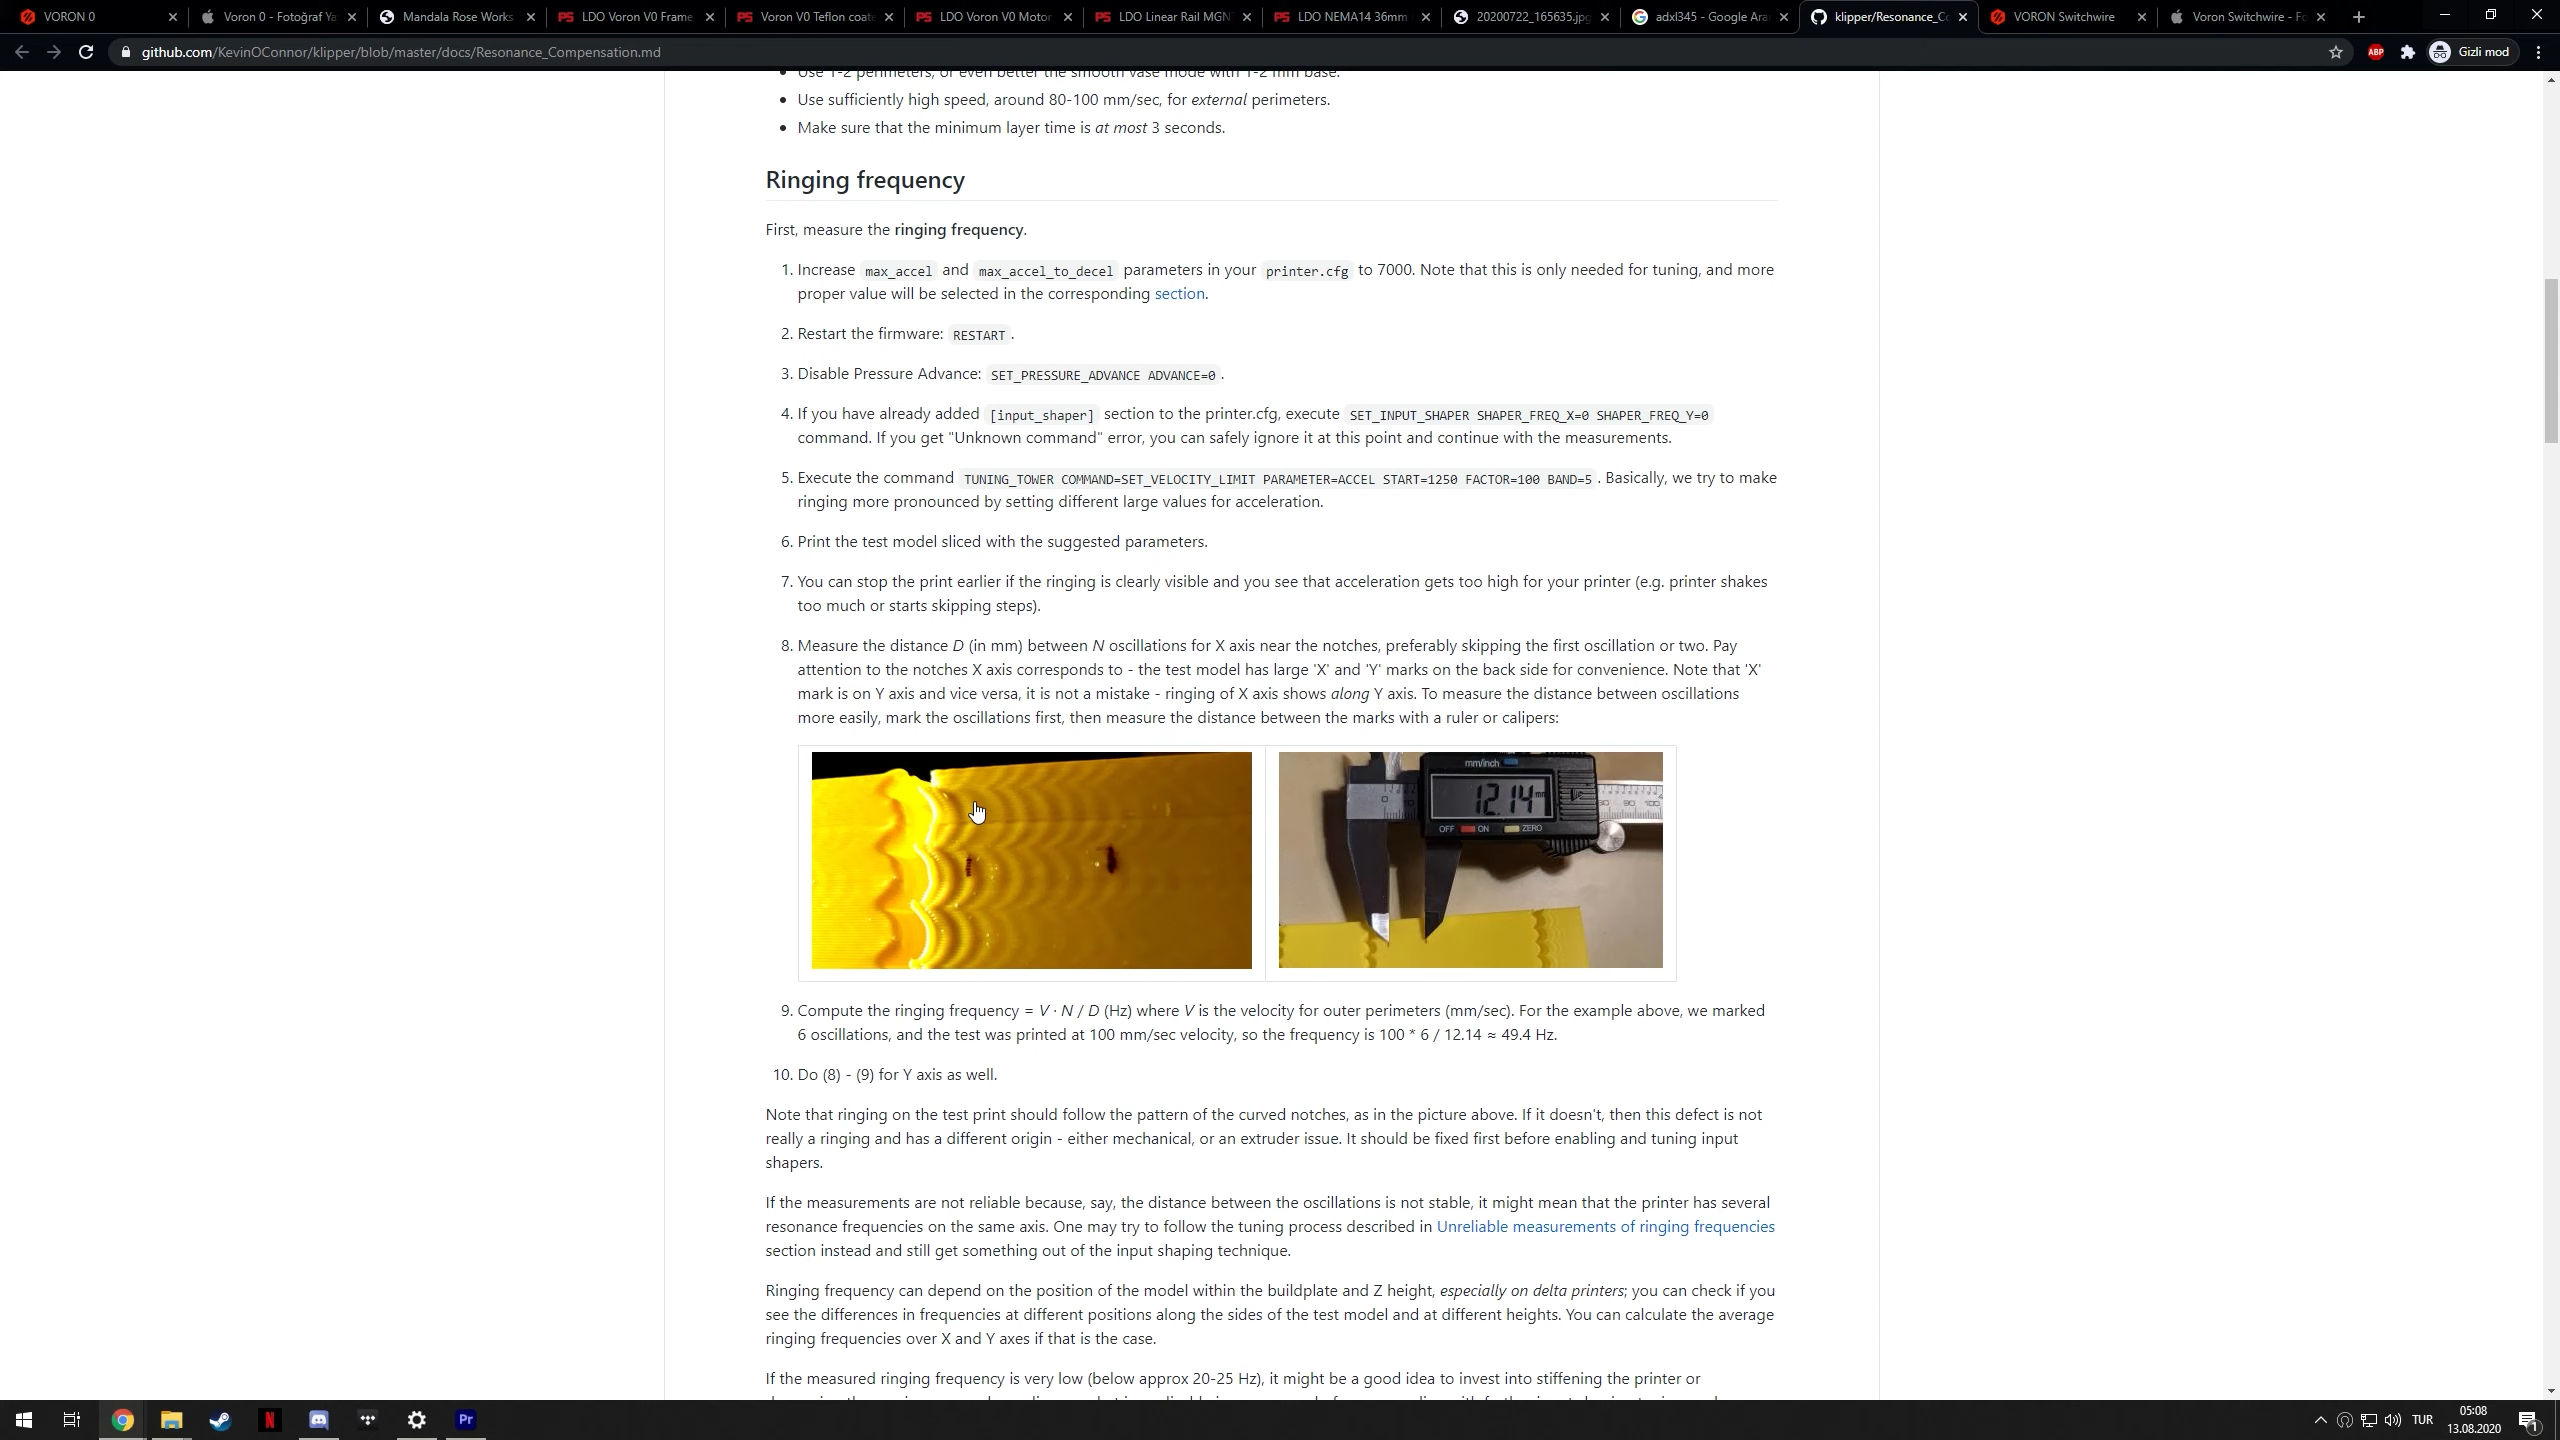 VORON 0
Voron 0 - Fotoğraf Ya
Mandala Rose Works
LDO Voron V0 Frame
Voron V0 Teflon coate
LDO Voron V0 Motor
LDO Linear Rail MGN
LDO NEMA14 36mm
20200722_165635.jpg
adxl345 - Google Ara
klipper/Resonance_Co
VORON Switchwire
Voron Switchwire - Fo
github.com/KevinOConnor/klipper/blob/master/docs/Resonance_Compensation.md
ABP
Gizli mod
Use 1-2 perimeters, or even better the smooth vase mode with 1-2 mm base.
Use sufficiently high speed, around 80-100 mm/sec, for external perimeters.
Make sure that the minimum layer time is at most 3 seconds.
Ringing frequency
First, measure the ringing frequency.
1. Increase max_accel and max_accel_to_decel parameters in your printer.cfg to 7000. Note that this is only needed for tuning, and more
proper value will be selected in the corresponding section.
2. Restart the firmware: RESTART .
3. Disable Pressure Advance: SET_PRESSURE_ADVANCE ADVANCE=0 .
4. If you have already added [input_shaper] section to the printer.cfg, execute SET_INPUT_SHAPER SHAPER_FREQ_X=0 SHAPER_FREQ_Y=0
command. If you get "Unknown command" error, you can safely ignore it at this point and continue with the measurements.
5. Execute the command TUNING_TOWER COMMAND=SET_VELOCITY_LIMIT PARAMETER=ACCEL START=1250 FACTOR=100 BAND=5 . Basically, we try to make
ringing more pronounced by setting different large values for acceleration.
6. Print the test model sliced with the suggested parameters.
7. You can stop the print earlier if the ringing is clearly visible and you see that acceleration gets too high for your printer (e.g. printer shakes
too much or starts skipping steps).
8. Measure the distance D (in mm) between N oscillations for X axis near the notches, preferably skipping the first oscillation or two. Pay
attention to the notches X axis corresponds to - the test model has large 'X' and 'Y' marks on the back side for convenience. Note that 'X'
mark is on Y axis and vice versa, it is not a mistake - ringing of X axis shows along Y axis. To measure the distance between oscillations
more easily, mark the oscillations first, then measure the distance between the marks with a ruler or calipers:
mm/inch
12.14 mm
OFF ON ZERO
9. Compute the ringing frequency = V · N / D (Hz) where V is the velocity for outer perimeters (mm/sec). For the example above, we marked
6 oscillations, and the test was printed at 100 mm/sec velocity, so the frequency is 100 * 6 / 12.14 ≈ 49.4 Hz.
10. Do (8) - (9) for Y axis as well.
Note that ringing on the test print should follow the pattern of the curved notches, as in the picture above. If it doesn't, then this defect is not
really a ringing and has a different origin - either mechanical, or an extruder issue. It should be fixed first before enabling and tuning input
shapers.
If the measurements are not reliable because, say, the distance between the oscillations is not stable, it might mean that the printer has several
resonance frequencies on the same axis. One may try to follow the tuning process described in Unreliable measurements of ringing frequencies
section instead and still get something out of the input shaping technique.
Ringing frequency can depend on the position of the model within the buildplate and Z height, especially on delta printers; you can check if you
see the differences in frequencies at different positions along the sides of the test model and at different heights. You can calculate the average
ringing frequencies over X and Y axes if that is the case.
If the measured ringing frequency is very low (below approx 20-25 Hz), it might be a good idea to invest into stiffening the printer or
TUR
05:08
13.08.2020